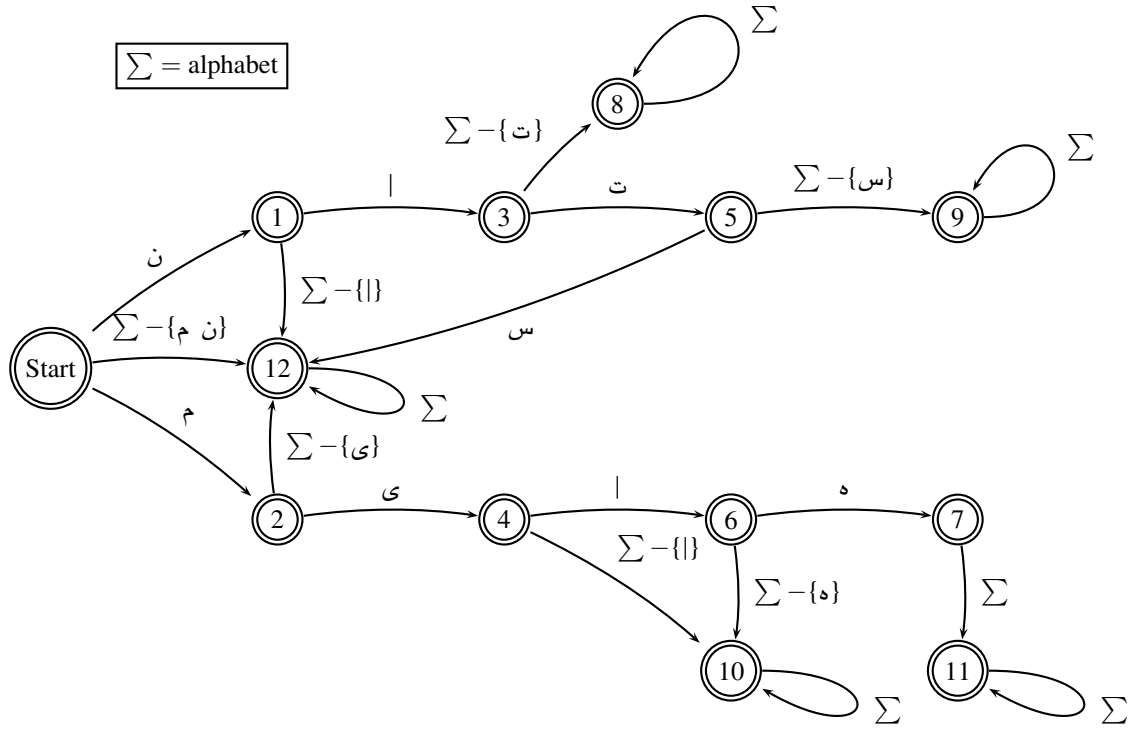 ∑ = alphabet
∑
8
∑ −{ت}
∑
ا
ت
∑ −{س}
1
3
5
9
ن
∑ −{ا}
∑ −{ن م}
س
Start
12
م
∑
∑ −{ی}
ی
ا
ه
2
4
6
7
∑ −{ا}
∑ −{ه}
∑
10
11
∑
∑